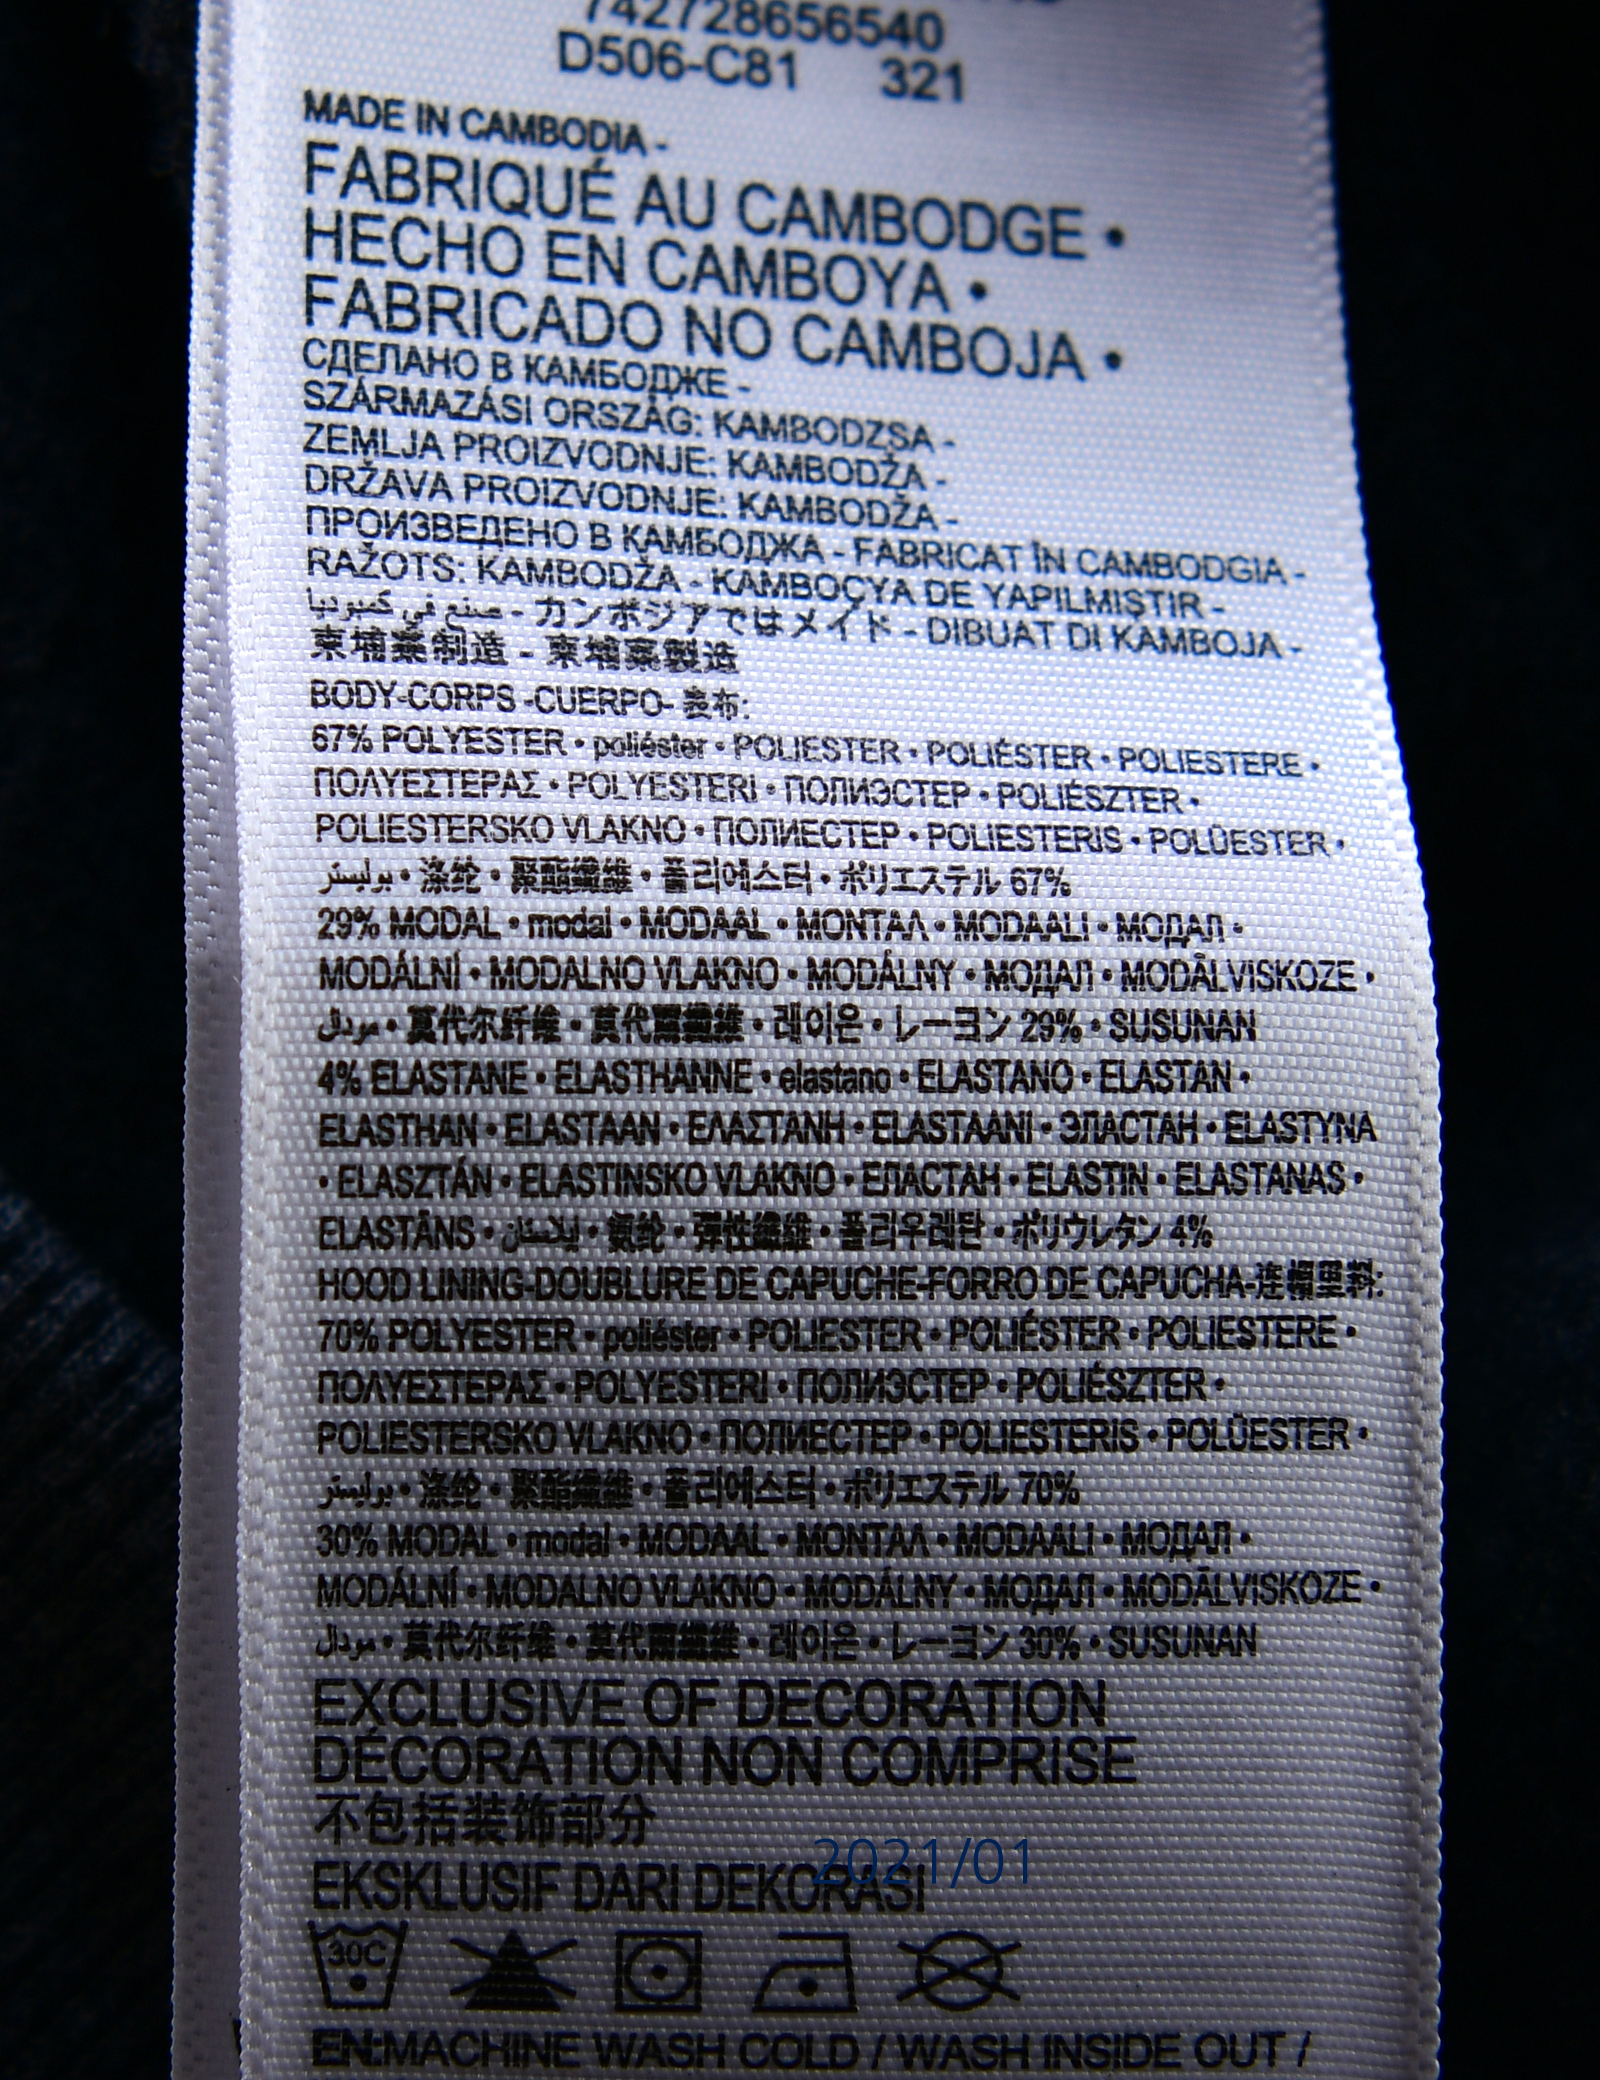 742728656540
D506-C81 321
MADE IN CAMBODIA -
FABRIQUÉ AU CAMBODGE •
HECHO EN CAMBOYA •
FABRICADO NO CAMBOJA •
СДЕЛАНО В КАМБОДЖЕ -
SZÁRMAZÁSI ORSZÁG: KAMBODZSA -
ZEMLJA PROIZVODNJE: KAMBODŽA -
DRŽAVA PROIZVODNJE: KAMBODŽA -
ПРОИЗВЕДЕНО В КАМБОДЖА - FABRICAT ÎN CAMBODGIA -
RAŽOTS: KAMBODŽA - KAMBOÇYA DE YAPILMIŞTIR -
صنع في كمبوديا - カンボジアではメイド - DIBUAT DI KAMBOJA -
柬埔寨制造 - 柬埔寨製造
BODY-CORPS -CUERPO- 表布:
67% POLYESTER • poliéster • POLIESTER • POLIÉSTER • POLIESTERE •
ΠΟΛΥΕΣΤΕΡΑΣ • POLYESTERI • ПОЛИЭСТЕР • POLIÉSZTER •
POLIESTERSKO VLAKNO • ПОЛИЕСТЕР • POLIESTERIS • POLÜESTER •
بوليستر • 涤纶 • 聚酯纖維 • 폴리에스터 • ポリエステル 67%
29% MODAL • modal • MODAAL • ΜΟΝΤΑΛ • MODAALI • МОДАЛ •
MODÁLNÍ • MODALNO VLAKNO • MODÁLNY • МОДАЛ • MODĀLVISKOZE •
مودال • 莫代尔纤维 • 莫代爾纖維 • 레이온 • レーヨン 29% • SUSUNAN
4% ELASTANE • ELASTHANNE • elastano • ELASTANO • ELASTAN •
ELASTHAN • ELASTAAN • ΕΛΑΣΤΑΝΗ • ELASTAANI • ЭЛАСТАН • ELASTYNA
• ELASZTÁN • ELASTINSKO VLAKNO • ЕЛАСТАН • ELASTIN • ELASTANAS •
ELASTĀNS • إيلاستان • 氨纶 • 彈性纖維 • 폴리우레탄 • ポリウレタン 4%
HOOD LINING-DOUBLURE DE CAPUCHE-FORRO DE CAPUCHA-连帽里料:
70% POLYESTER • poliéster • POLIESTER • POLIÉSTER • POLIESTERE •
ΠΟΛΥΕΣΤΕΡΑΣ • POLYESTERI • ПОЛИЭСТЕР • POLIÉSZTER •
POLIESTERSKO VLAKNO • ПОЛИЕСТЕР • POLIESTERIS • POLÜESTER •
بوليستر • 涤纶 • 聚酯纖維 • 폴리에스터 • ポリエステル 70%
30% MODAL • modal • MODAAL • ΜΟΝΤΑΛ • MODAALI • МОДАЛ •
MODÁLNÍ • MODALNO VLAKNO • MODÁLNY • МОДАЛ • MODĀLVISKOZE •
مودال • 莫代尔纤维 • 莫代爾纖維 • 레이온 • レーヨン 30% • SUSUNAN
EXCLUSIVE OF DECORATION
DÉCORATION NON COMPRISE
不包括装饰部分
2021/01
EKSKLUSIF DARI DEKORASI
30C
EN:MACHINE WASH COLD / WASH INSIDE OUT /